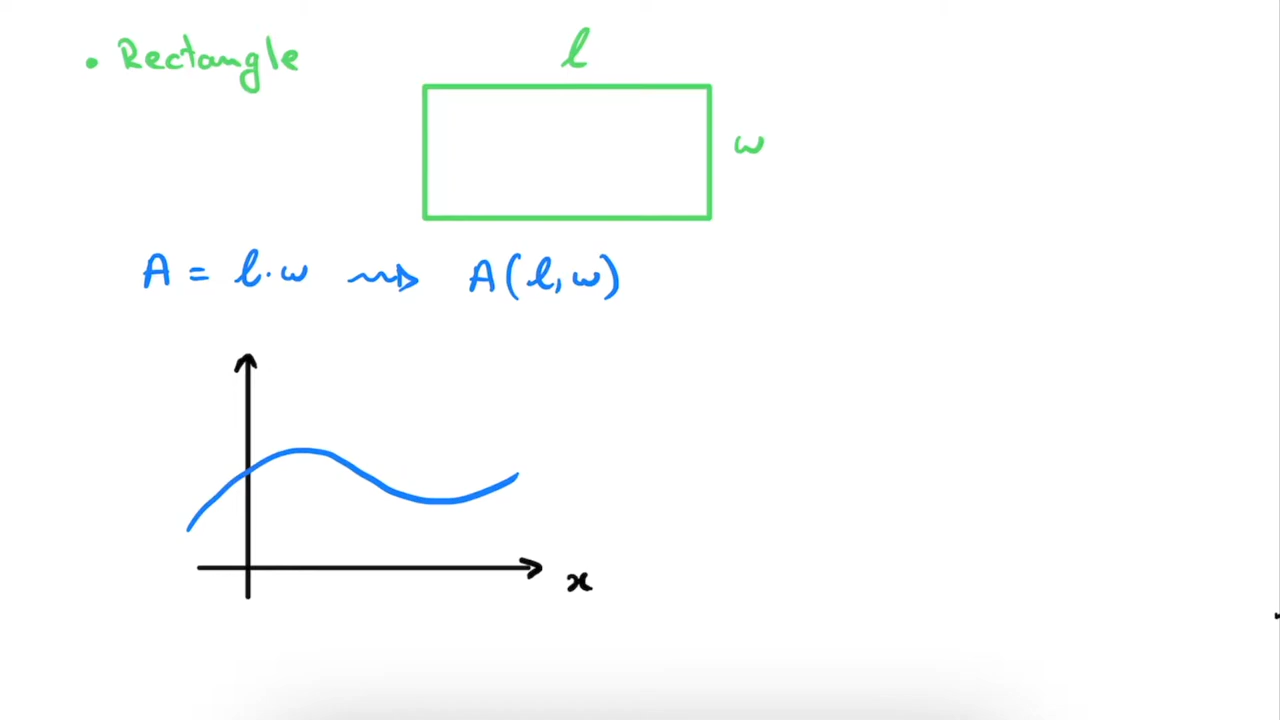 • Rectangle
l
w
A = l · w ⇝ A(l, w)
x